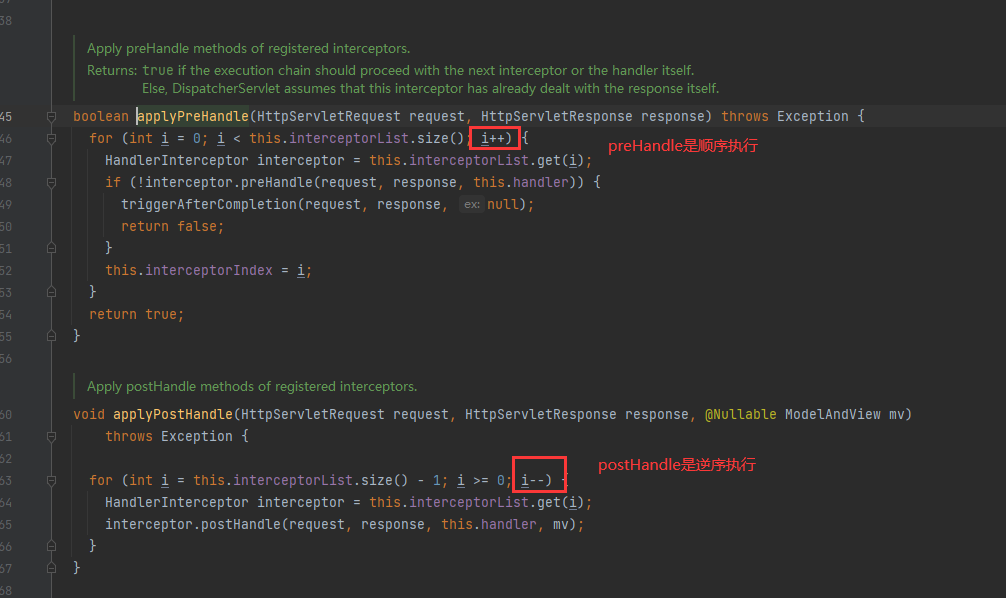 38
Apply preHandle methods of registered interceptors.
Returns: true if the execution chain should proceed with the next interceptor or the handler itself.
Else, DispatcherServlet assumes that this interceptor has already dealt with the response itself.
45 boolean applyPreHandle(HttpServletRequest request, HttpServletResponse response) throws Exception {
46 for (int i = 0; i < this.interceptorList.size(); i++) { preHandle是顺序执行
47 HandlerInterceptor interceptor = this.interceptorList.get(i);
48 if (!interceptor.preHandle(request, response, this.handler)) {
49 triggerAfterCompletion(request, response, ex: null);
50 return false;
51 }
52 this.interceptorIndex = i;
53 }
54 return true;
55 }
56
Apply postHandle methods of registered interceptors.
60 void applyPostHandle(HttpServletRequest request, HttpServletResponse response, @Nullable ModelAndView mv)
61 throws Exception {
62
63 for (int i = this.interceptorList.size() - 1; i >= 0; i--) { postHandle是逆序执行
64 HandlerInterceptor interceptor = this.interceptorList.get(i);
65 interceptor.postHandle(request, response, this.handler, mv);
66 }
67 }
68